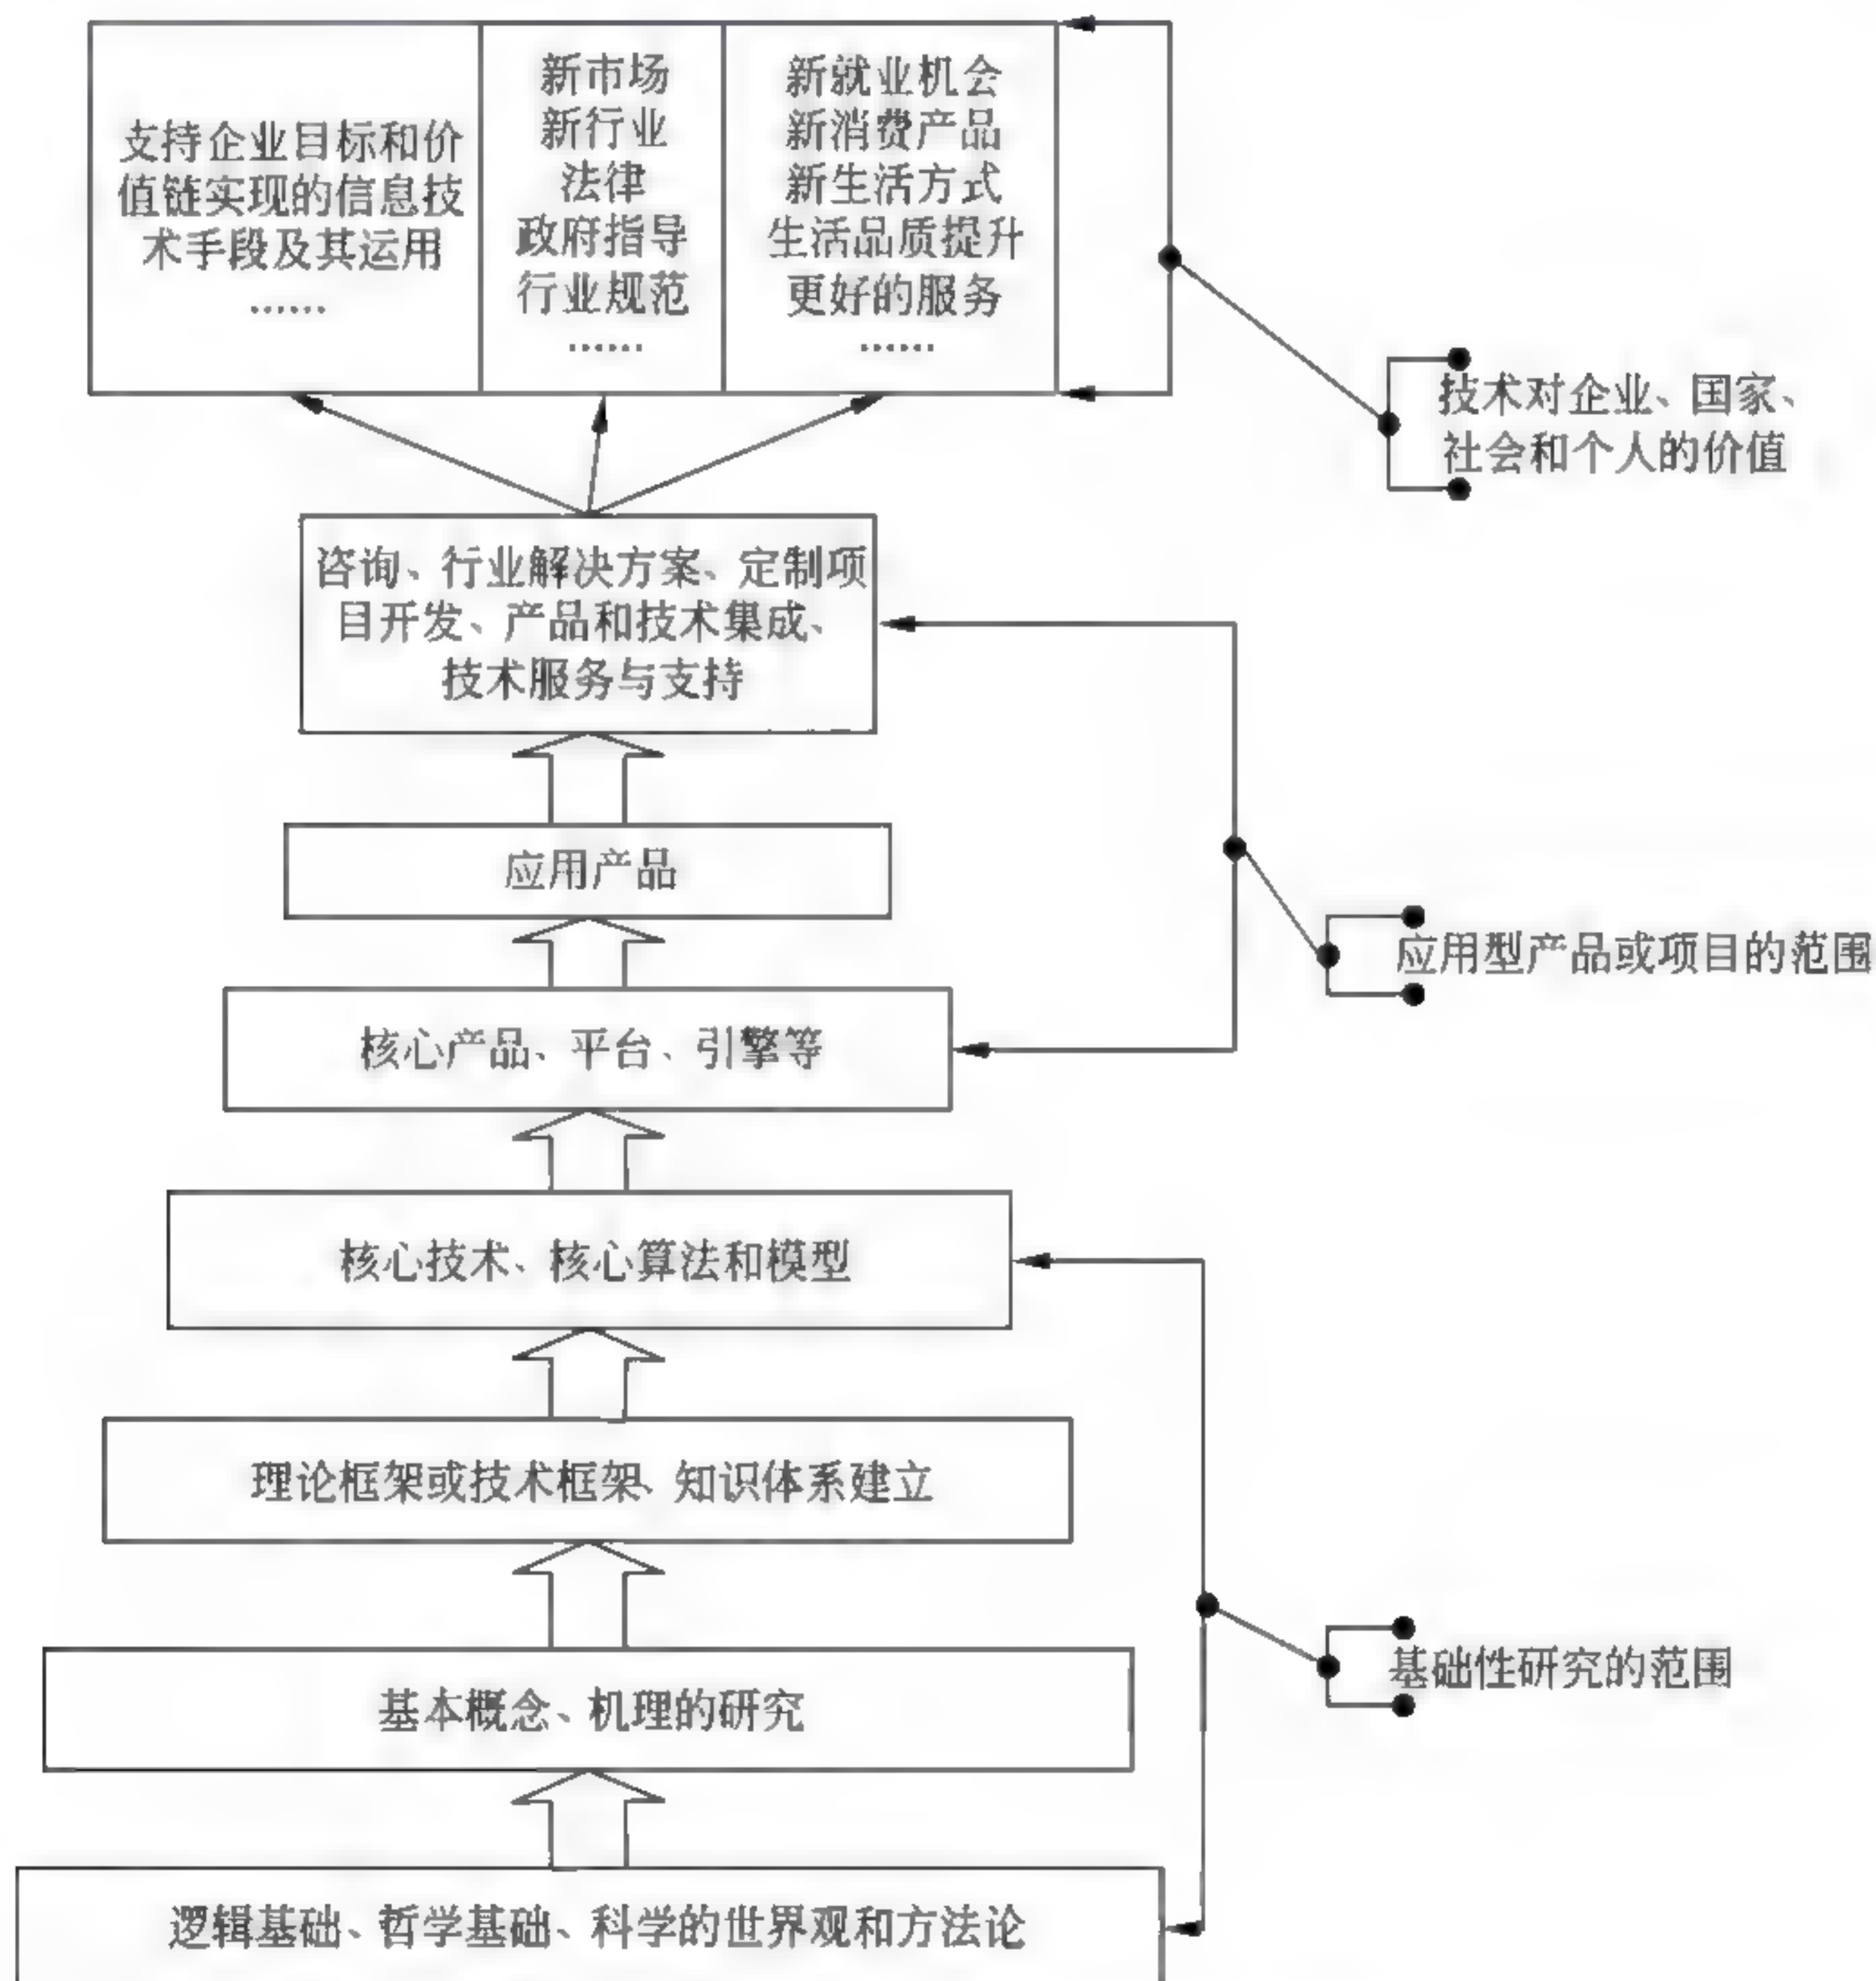 支持企业目标和价
值链实现的信息技
术手段及其运用
……
新市场
新行业
法律
政府指导
行业规范
……
新就业机会
新消费产品
新生活方式
生活品质提升
更好的服务
……
技术对企业、国家、
社会和个人的价值
咨询、行业解决方案、定制项
目开发、产品和技术集成、
技术服务与支持
应用产品
应用型产品或项目的范围
核心产品、平台、引擎等
核心技术、核心算法和模型
理论框架或技术框架、知识体系建立
基础性研究的范围
基本概念、机理的研究
逻辑基础、哲学基础、科学的世界观和方法论